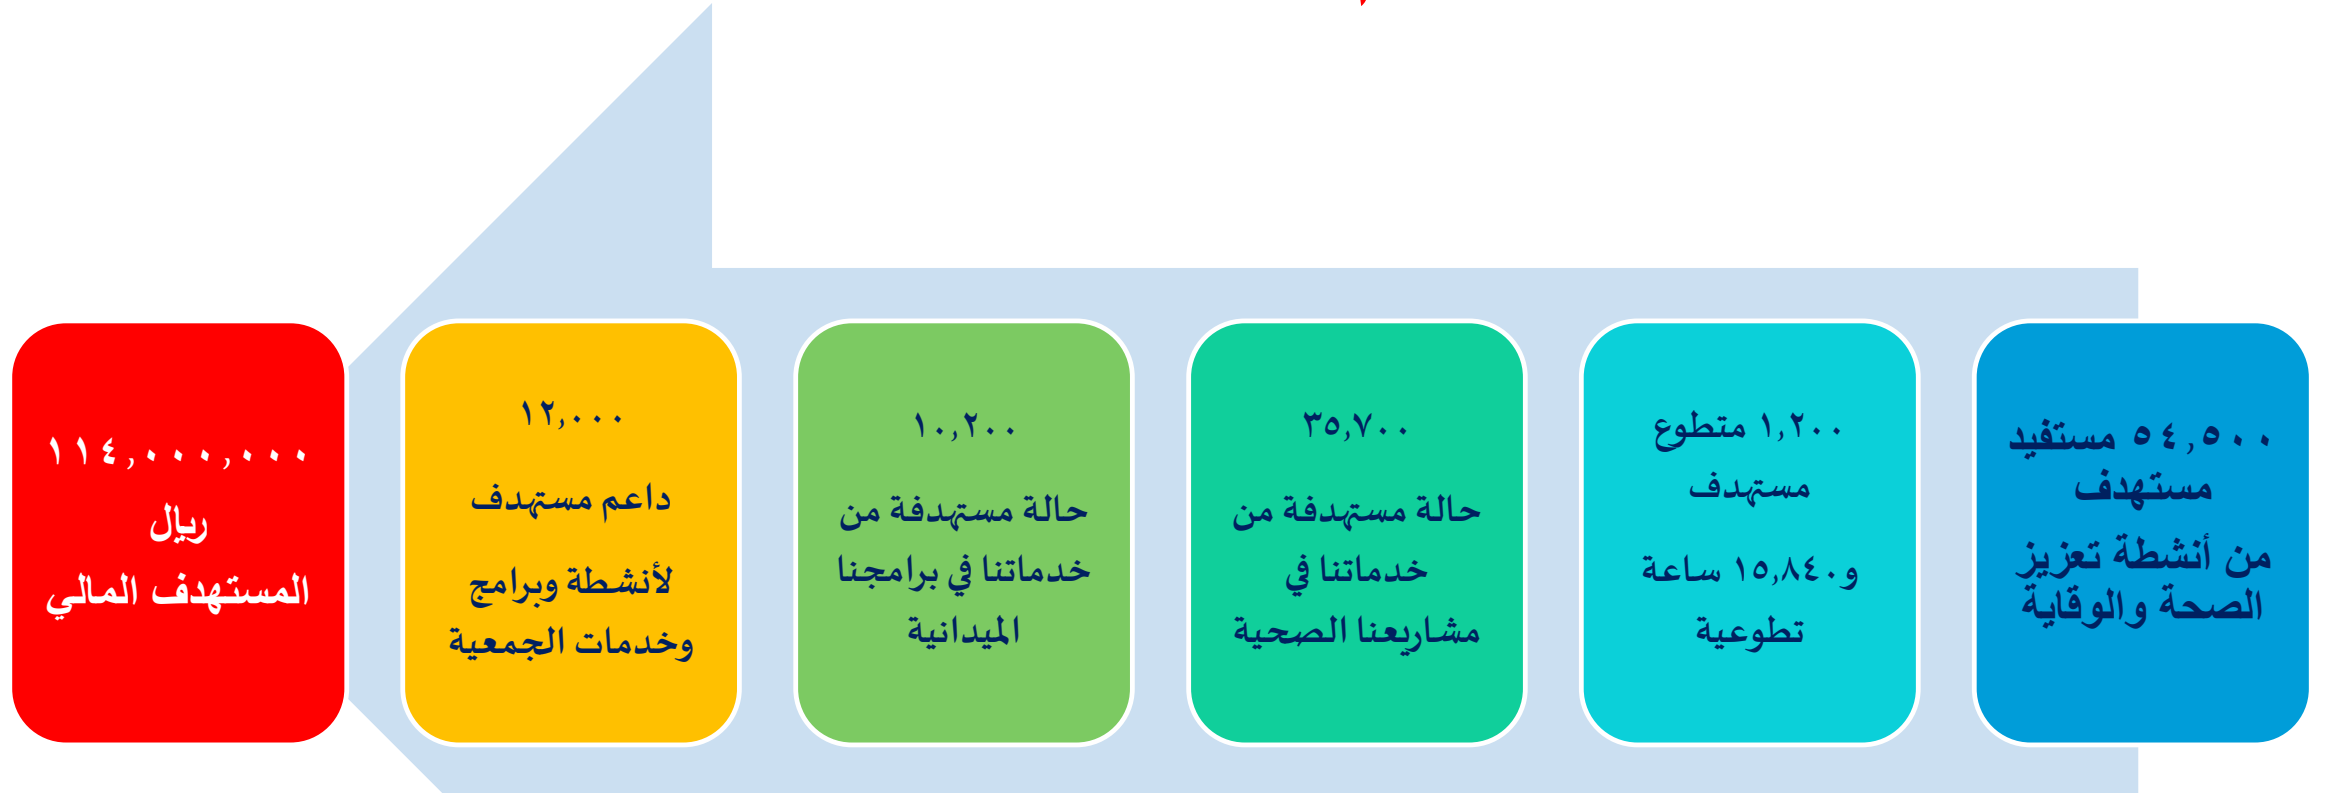 ٥٤,٥٠٠ مستفيد
مستهدف
من أنشطة تعزيز
الصحة والوقاية
١,٢٠٠ متطوع
مستهدف
و١٥,٨٤٠ ساعة
تطوعية
٣٥,٧٠٠
حالة مستهدفة من
خدماتنا في
مشاريعنا الصحية
١٠,٢٠٠
حالة مستهدفة من
خدماتنا في برامجنا
الميدانية
١٢,٠٠٠
داعم مستهدف
لأنشطة وبرامج
وخدمات الجمعية
١١٤,٠٠٠,٠٠٠
ريال
المستهدف المالي